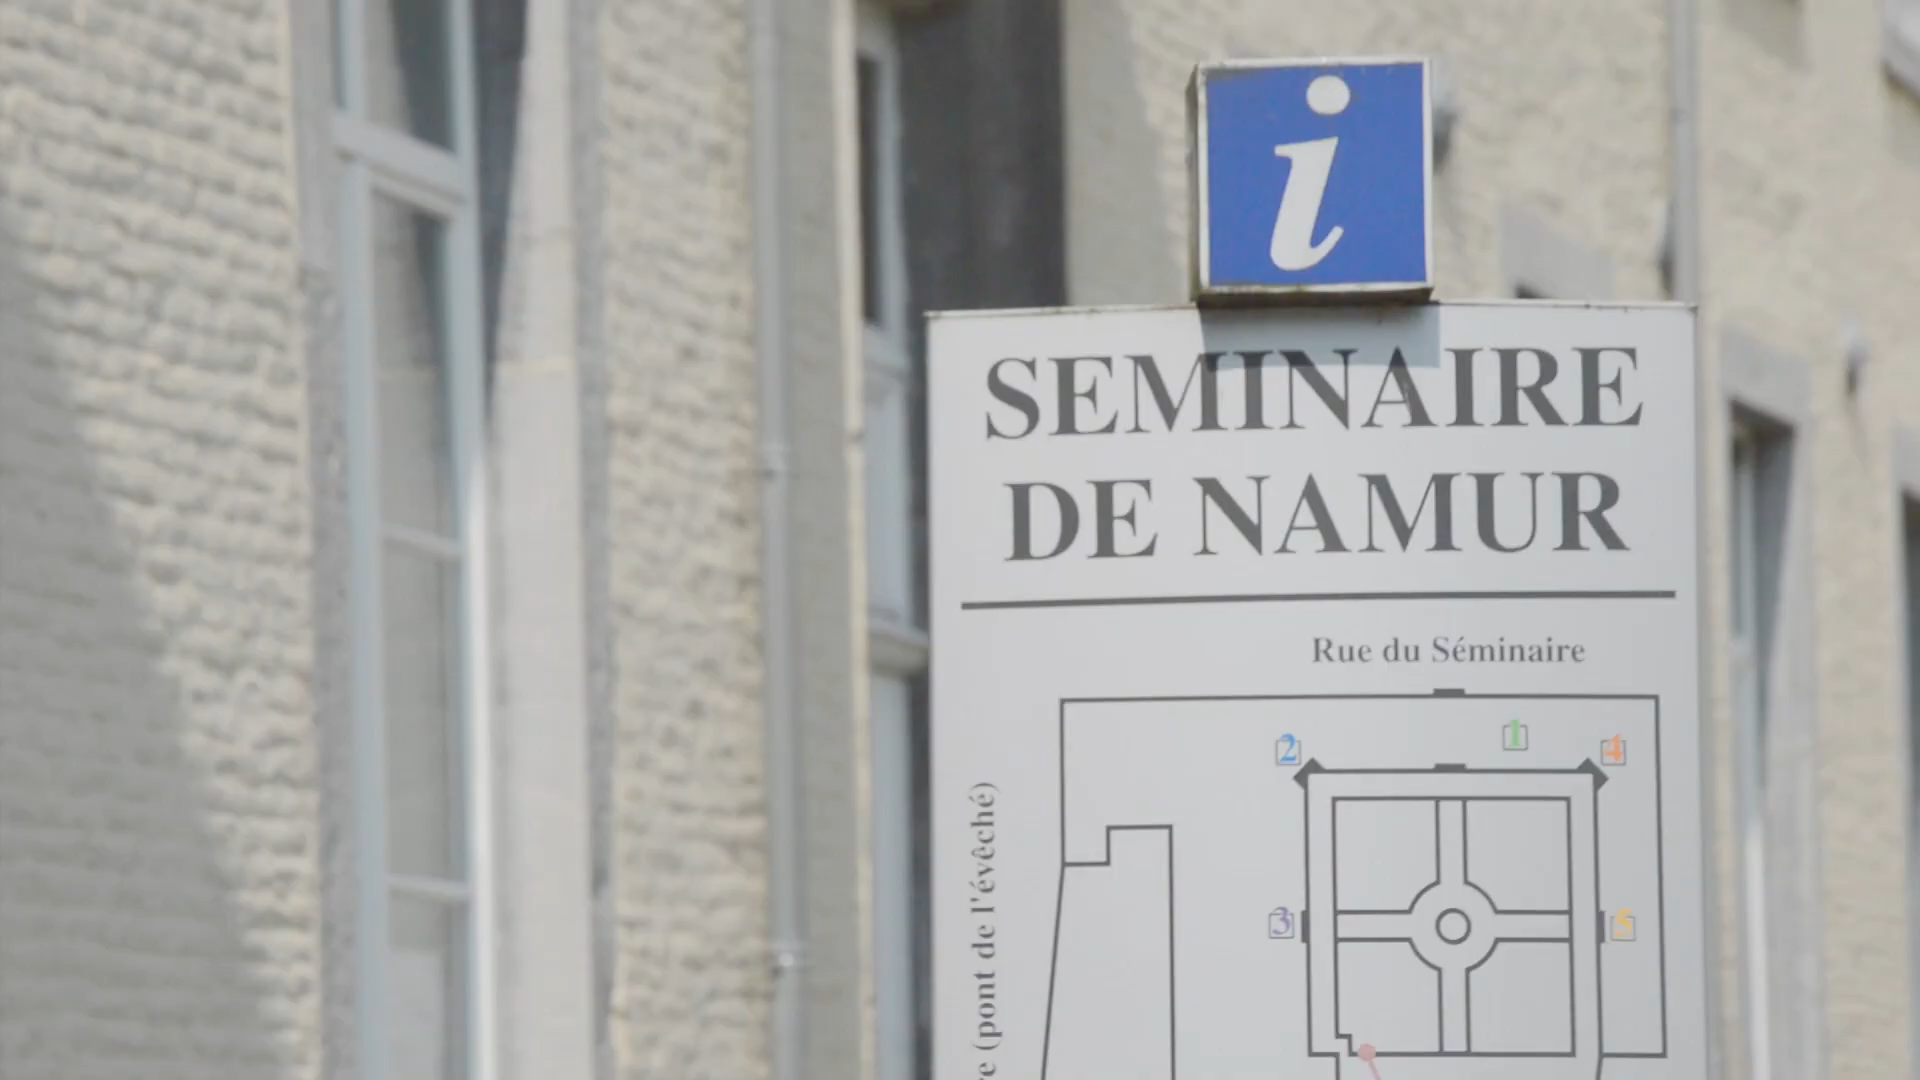 i
SEMINAIRE
DE NAMUR
Rue du Séminaire
1
2
4
3
5
(pont de l'évêché)